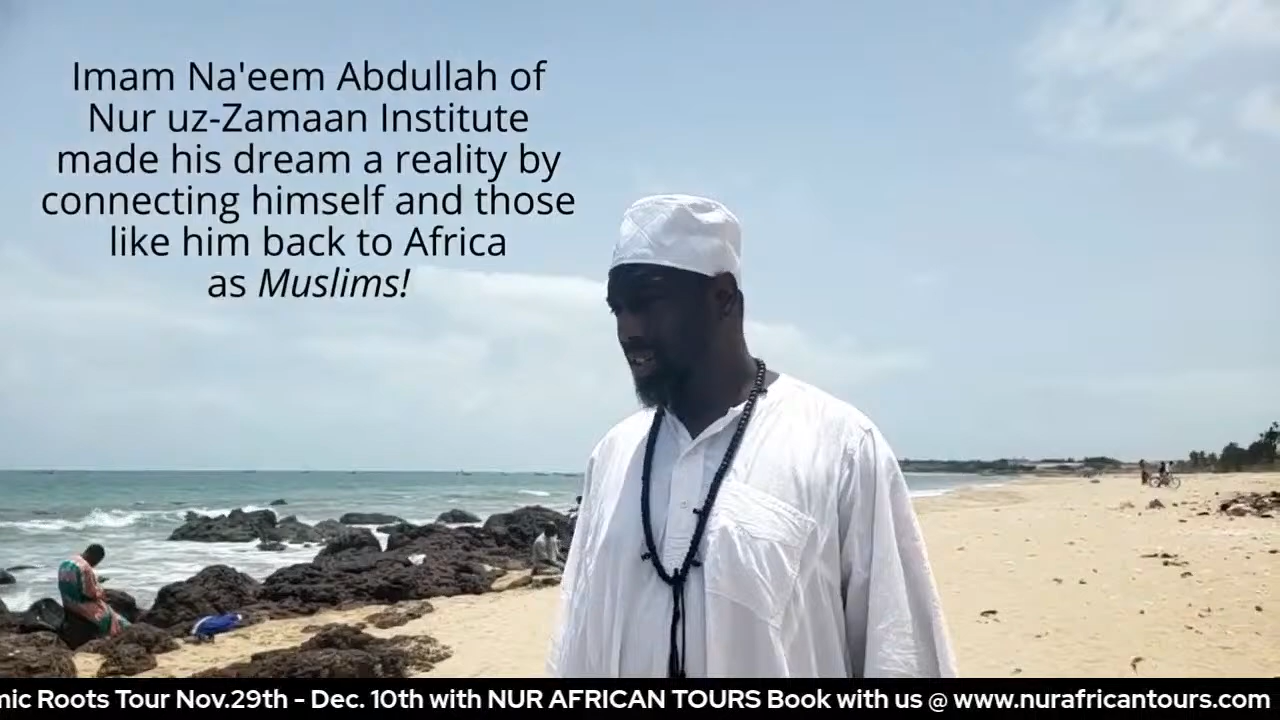 Imam Na'eem Abdullah of
Nur uz-Zamaan Institute
made his dream a reality by
connecting himself and those
like him back to Africa
as Muslims!
mic Roots Tour Nov.29th - Dec. 10th with NUR AFRICAN TOURS Book with us @ www.nurafricantours.com